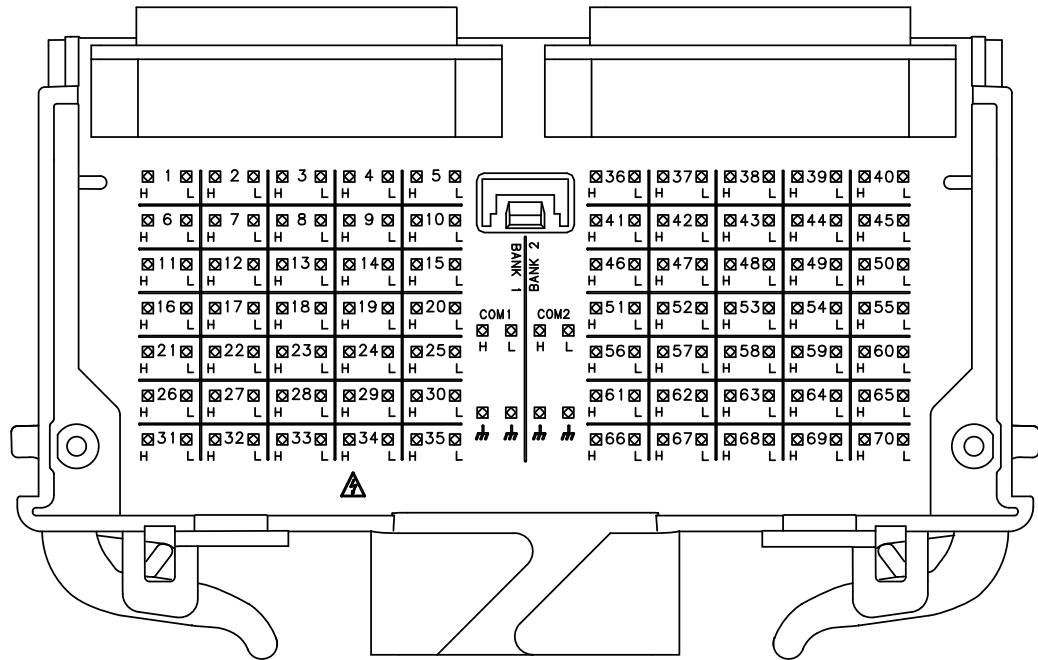 1 2 3 4 5 36 37 38 39 40
H L H L H L H L H L H L H L H L H L H L
6 7 8 9 10 41 42 43 44 45
H L H L H L H L H L H L H L H L H L H L
11 12 13 14 15 46 47 48 49 50
H L H L H L H L H L H L H L H L H L H L
16 17 18 19 20 51 52 53 54 55
H L H L H L H L H L H L H L H L H L H L
21 22 23 24 25 56 57 58 59 60
H L H L H L H L H L H L H L H L H L H L
26 27 28 29 30 61 62 63 64 65
H L H L H L H L H L H L H L H L H L H L
31 32 33 34 35 66 67 68 69 70
H L H L H L H L H L H L H L H L H L H L
BANK 1
BANK 2
COM1 COM2
H L H L